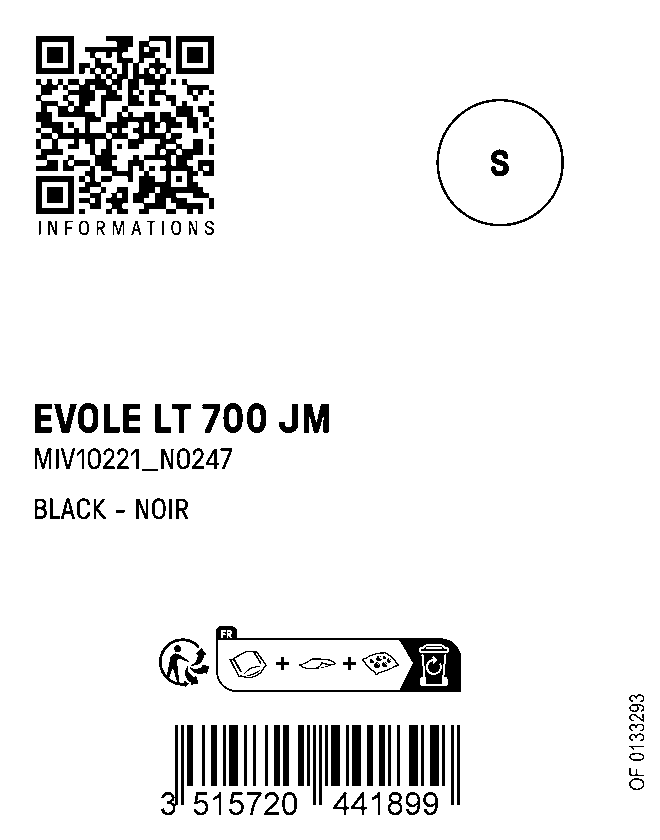 INFORMATIONS
S
EVOLE LT 700 JM
MIV10221_N0247
BLACK - NOIR
FR
3 515720 441899
OF 0133293